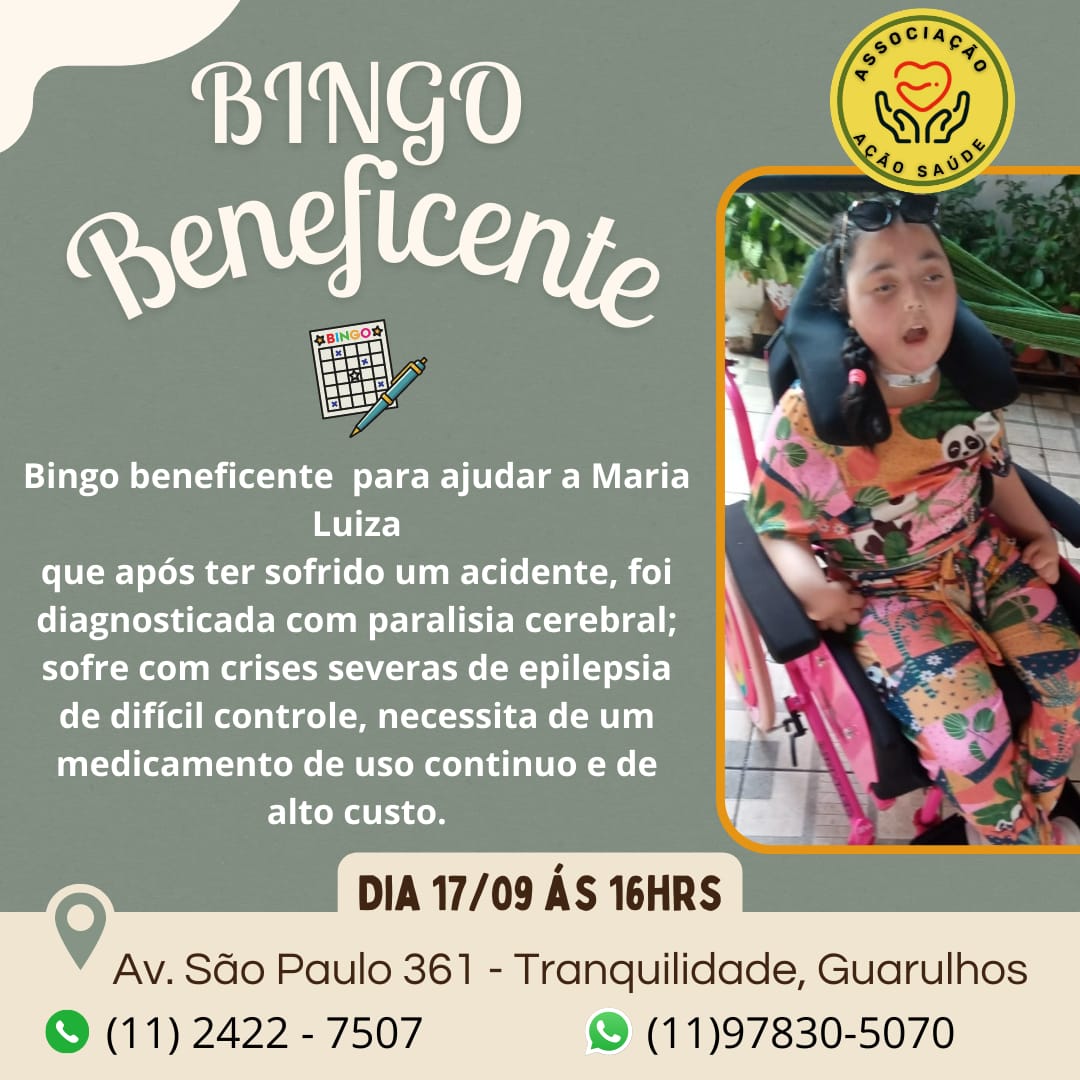 BINGO
Beneficente
ASSOCIAÇÃO
AÇÃO SAÚDE
BINGO
Bingo beneficente para ajudar a Maria
Luiza
que após ter sofrido um acidente, foi
diagnosticada com paralisia cerebral;
sofre com crises severas de epilepsia
de difícil controle, necessita de um
medicamento de uso continuo e de
alto custo.
DIA 17/09 ÁS 16HRS
Av. São Paulo 361 - Tranquilidade, Guarulhos
(11) 2422 - 7507
(11)97830-5070